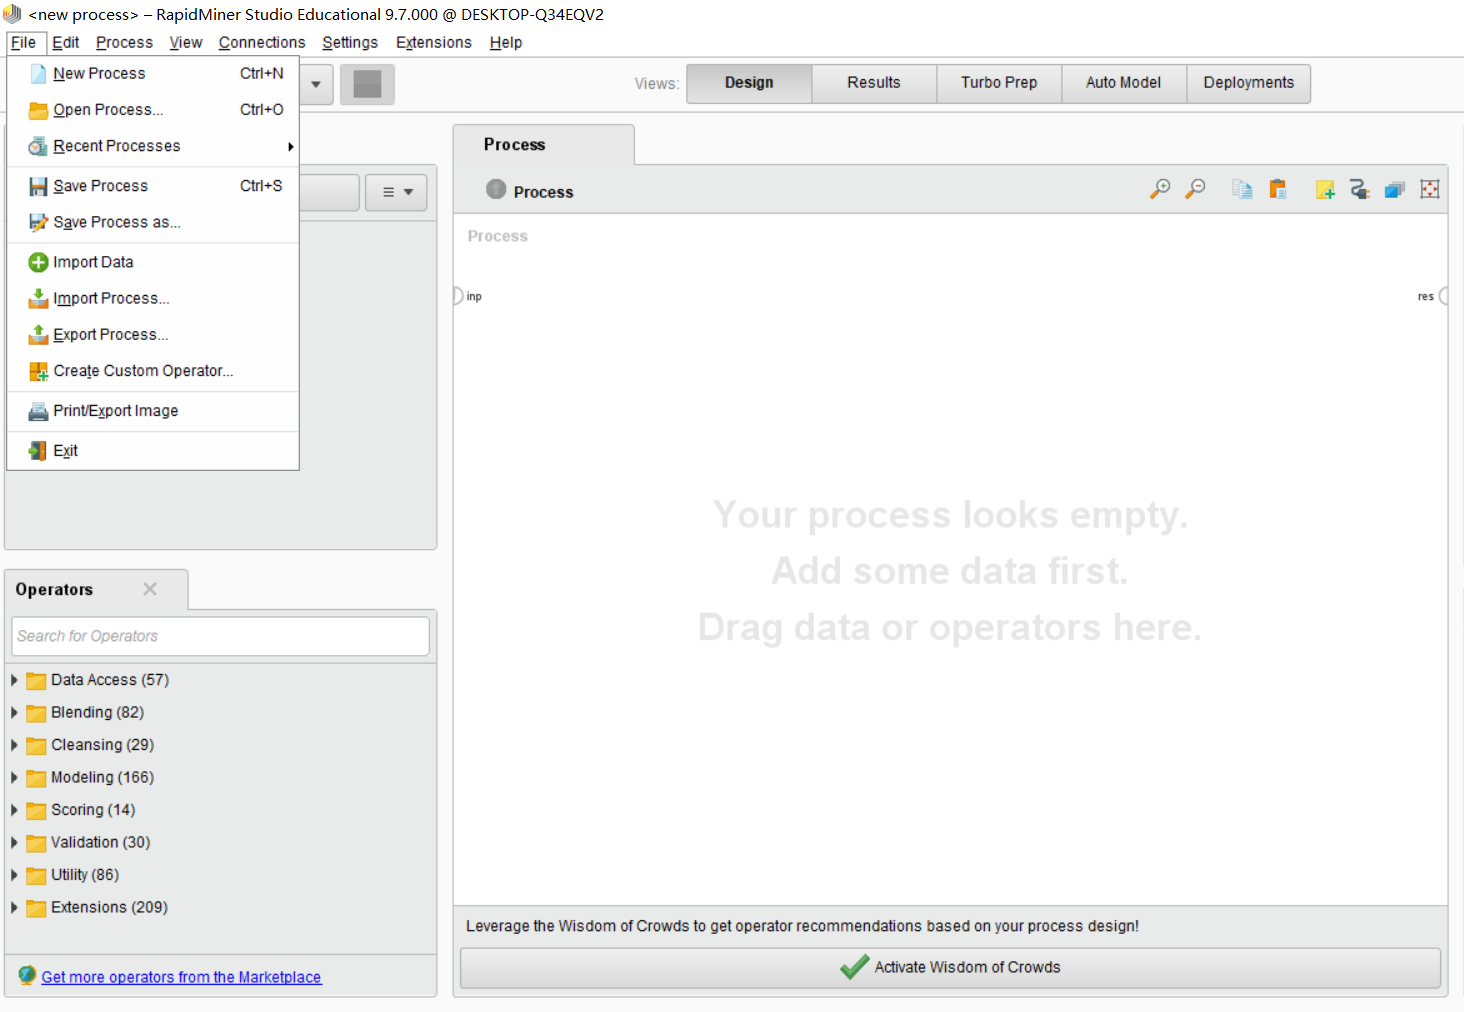 <new process> – RapidMiner Studio Educational 9.7.000 @ DESKTOP-Q34EQV2
File Edit Process View Connections Settings Extensions Help
New Process Ctrl+N
Open Process... Ctrl+O
Recent Processes
Save Process Ctrl+S
Save Process as...
Import Data
Import Process...
Export Process...
Create Custom Operator...
Print/Export Image
Exit
Views: Design Results Turbo Prep Auto Model Deployments
Process
Process
Process
inp
res
Your process looks empty.
Add some data first.
Drag data or operators here.
Leverage the Wisdom of Crowds to get operator recommendations based on your process design!
Activate Wisdom of Crowds
Operators
Search for Operators
Data Access (57)
Blending (82)
Cleansing (29)
Modeling (166)
Scoring (14)
Validation (30)
Utility (86)
Extensions (209)
Get more operators from the Marketplace